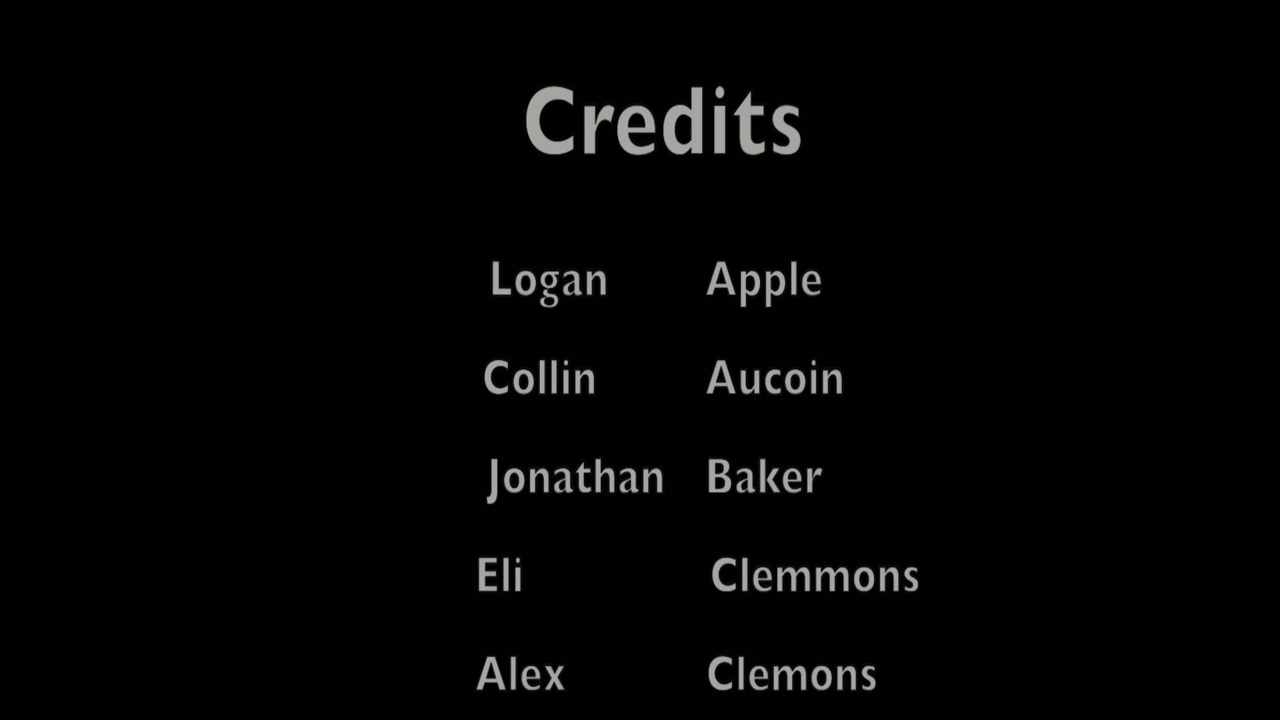 Credits
Logan Apple
Collin Aucoin
Jonathan Baker
Eli Clemmons
Alex Clemons